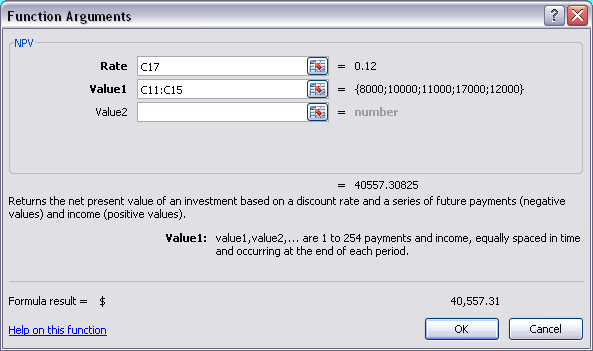 Function Arguments
NPV
Rate C17 = 0.12
Value1 C11:C15 = {8000;10000;11000;17000;12000}
Value2 = number
= 40557.30825
Returns the net present value of an investment based on a discount rate and a series of future payments (negative
values) and income (positive values).
Value1: value1,value2,... are 1 to 254 payments and income, equally spaced in time
and occurring at the end of each period.
Formula result = $ 40,557.31
Help on this function OK Cancel